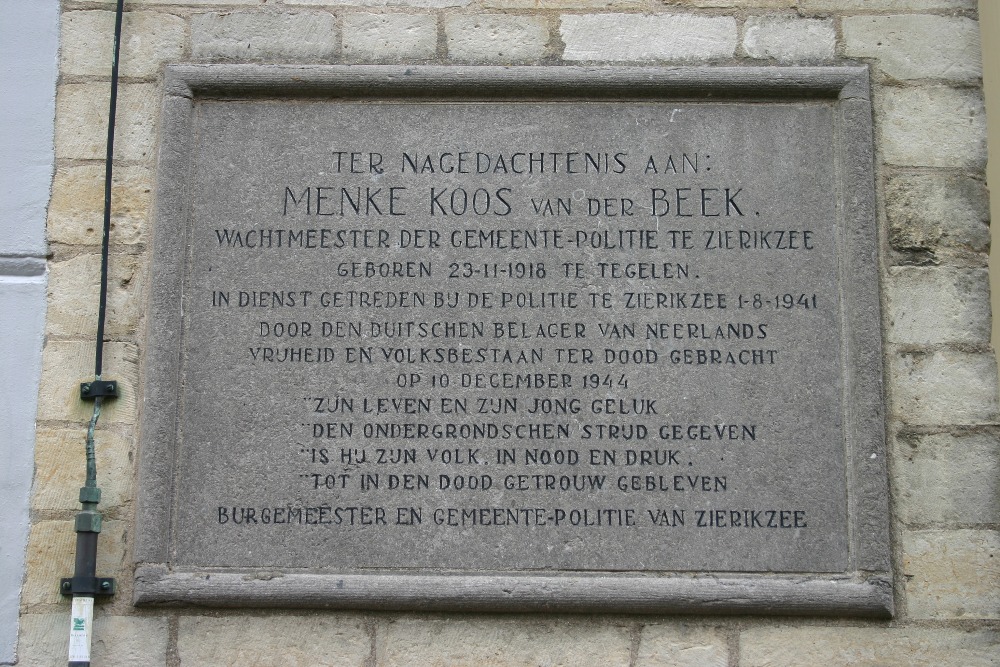 TER NAGEDACHTENIS AAN:
MENKE KOOS VAN DER BEEK.
WACHTMEESTER DER GEMEENTE-POLITIE TE ZIERIKZEE
GEBOREN 23-11-1918 TE TEGELEN.
IN DIENST GETREDEN BIJ DE POLITIE TE ZIERIKZEE 1-8-1941
DOOR DEN DUITSCHEN BELAGER VAN NEERLANDS
VRIJHEID EN VOLKSBESTAAN TER DOOD GEBRACHT
OP 10 DECEMBER 1944
"ZIJN LEVEN EN ZIJN JONG GELUK
"DEN ONDERGRONDSCHEN STRIJD GEGEVEN
"IS HIJ ZIJN VOLK, IN NOOD EN DRUK.
"TOT IN DEN DOOD GETROUW GEBLEVEN
BURGEMEËSTER EN GEMEENTE-POLITIE VAN ZIERIKZEE